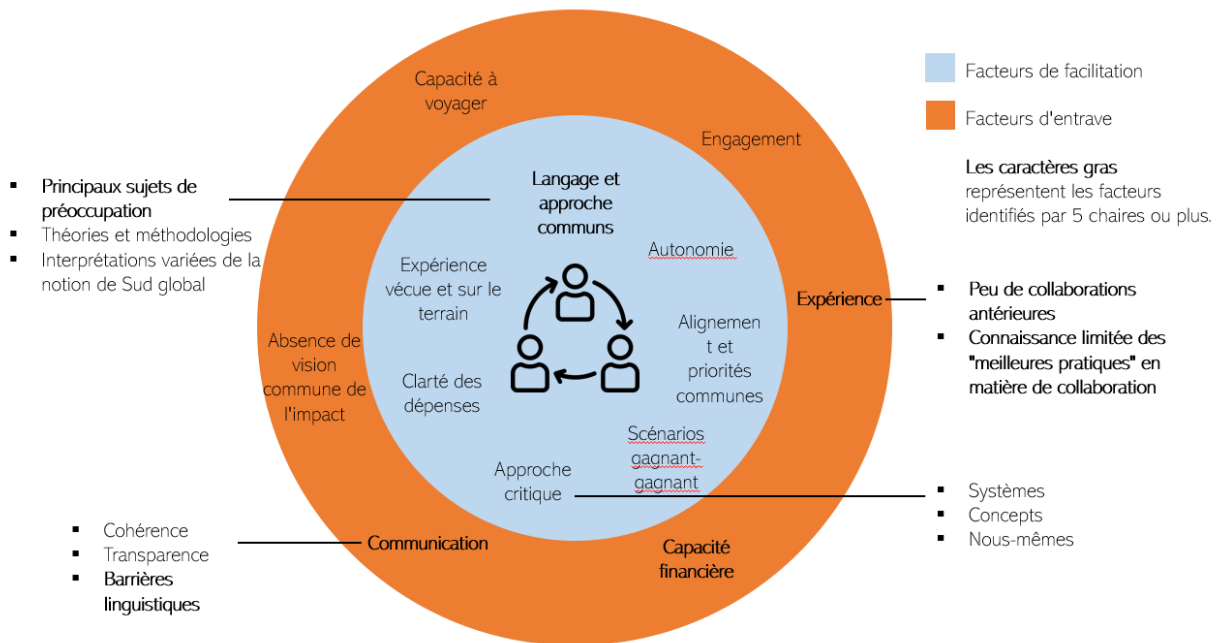 Capacité à
voyager
Engagement
Facteurs de facilitation
Facteurs d'entrave
Les caractères gras
représentent les facteurs
identifiés par 5 chaires ou plus.
▪ Principaux sujets de
préoccupation
▪ Théories et méthodologies
▪ Interprétations variées de la
notion de Sud global
Langage et
approche
communs
Autonomie
Expérience
vécue et sur le
terrain
Expérience
▪ Peu de collaborations
antérieures
▪ Connaissance limitée des
"meilleures pratiques" en
matière de collaboration
Alignemen
t et
priorités
communes
Absence de
vision
commune de
l'impact
Clarté des
dépenses
Scénarios
gagnant-
gagnant
Approche
critique
▪ Systèmes
▪ Concepts
▪ Nous-mêmes
▪ Cohérence
▪ Transparence
▪ Barrières
linguistiques
Communication
Capacité
financière